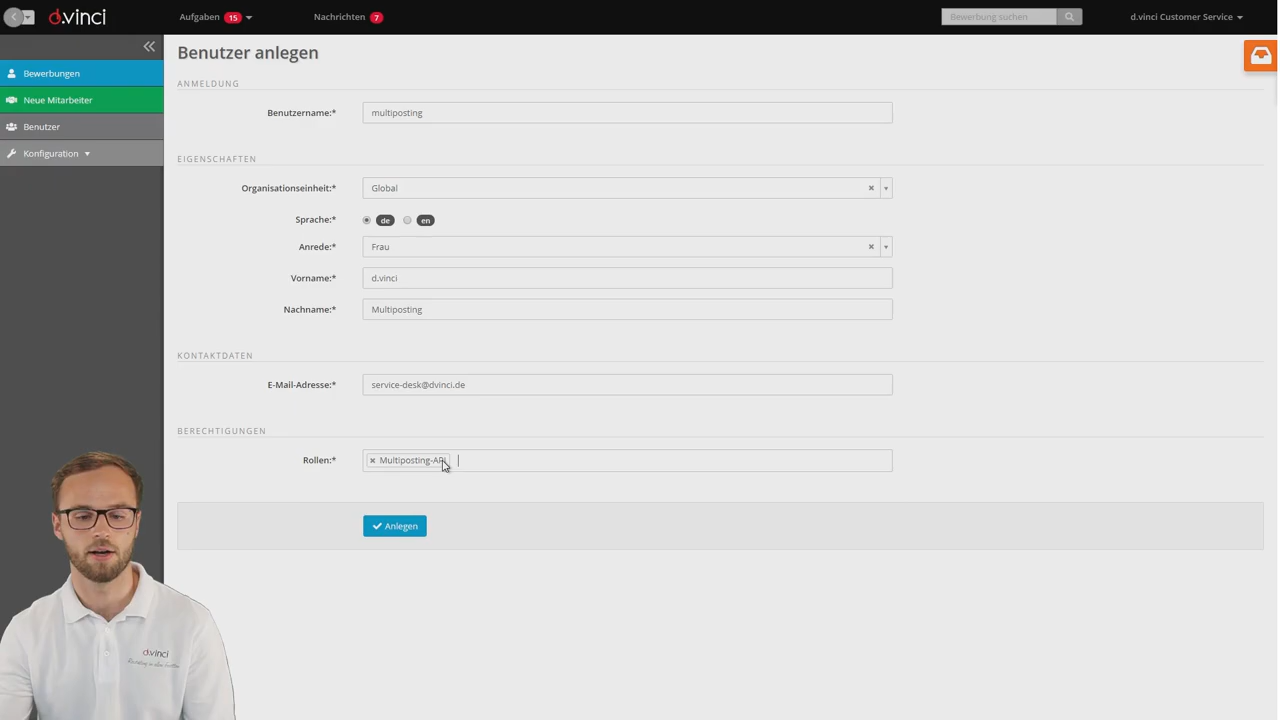 d.vinci Aufgaben 15 Nachrichten 7 Bewerbung suchen d.vinci Customer Service
Bewerbungen
Neue Mitarbeiter
Benutzer
Konfiguration
Benutzer anlegen
ANMELDUNG
Benutzername:* multiposting
EIGENSCHAFTEN
Organisationseinheit:* Global
Sprache:* de en
Anrede:* Frau
Vorname:* d.vinci
Nachname:* Multiposting
KONTAKTDATEN
E-Mail-Adresse:* service-desk@dvinci.de
BERECHTIGUNGEN
Rollen:* Multiposting-API
Anlegen
d.vinci